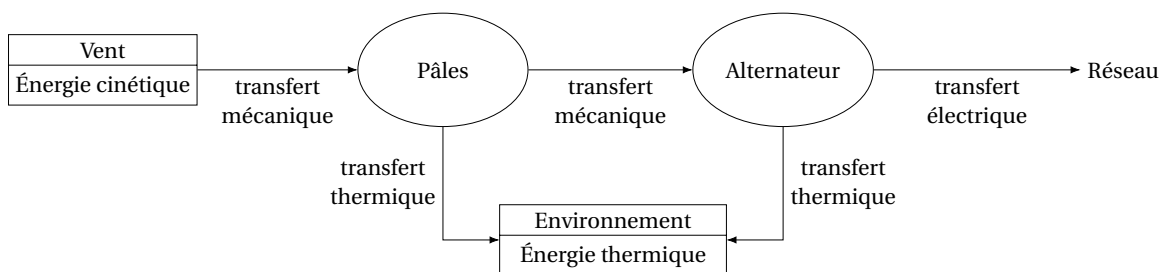 Vent
Énergie cinétique
transfert
mécanique
Pâles
transfert
mécanique
Alternateur
transfert
électrique
Réseau
transfert
thermique
transfert
thermique
Environnement
Énergie thermique